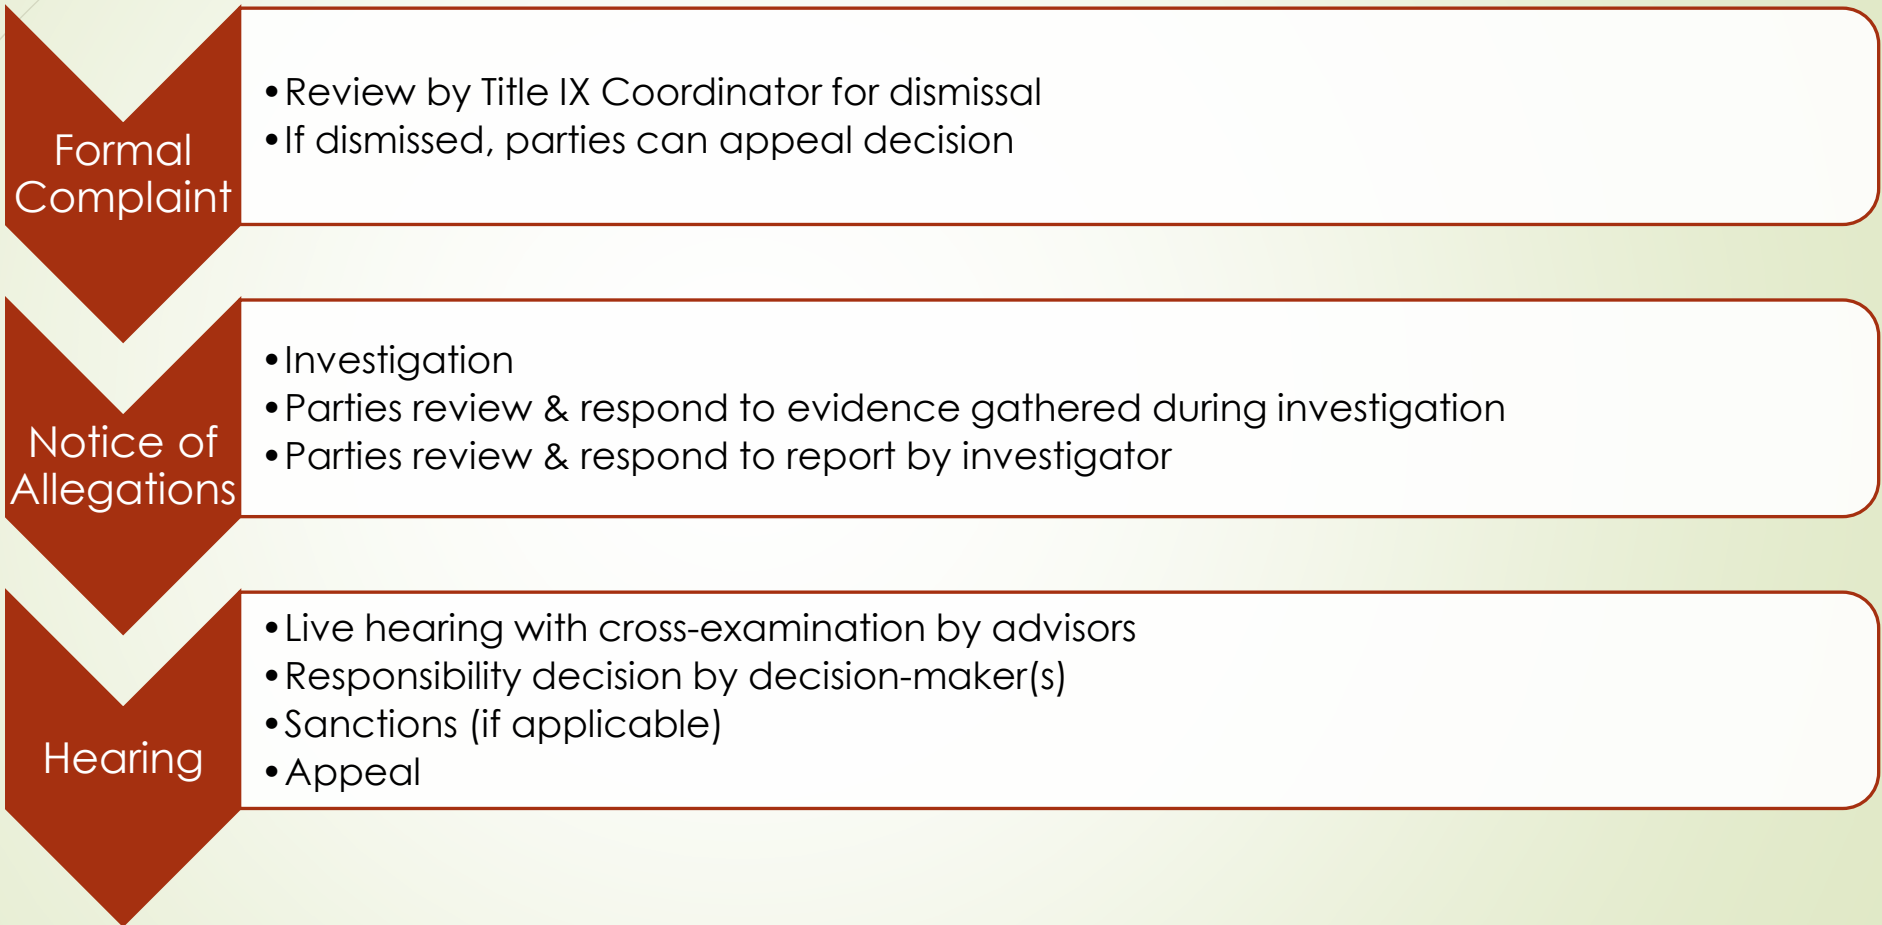 Formal
Complaint
•Review by Title IX Coordinator for dismissal
•If dismissed, parties can appeal decision
Notice of
Allegations
•Investigation
•Parties review & respond to evidence gathered during investigation
•Parties review & respond to report by investigator
Hearing
•Live hearing with cross-examination by advisors
•Responsibility decision by decision-maker(s)
•Sanctions (if applicable)
•Appeal